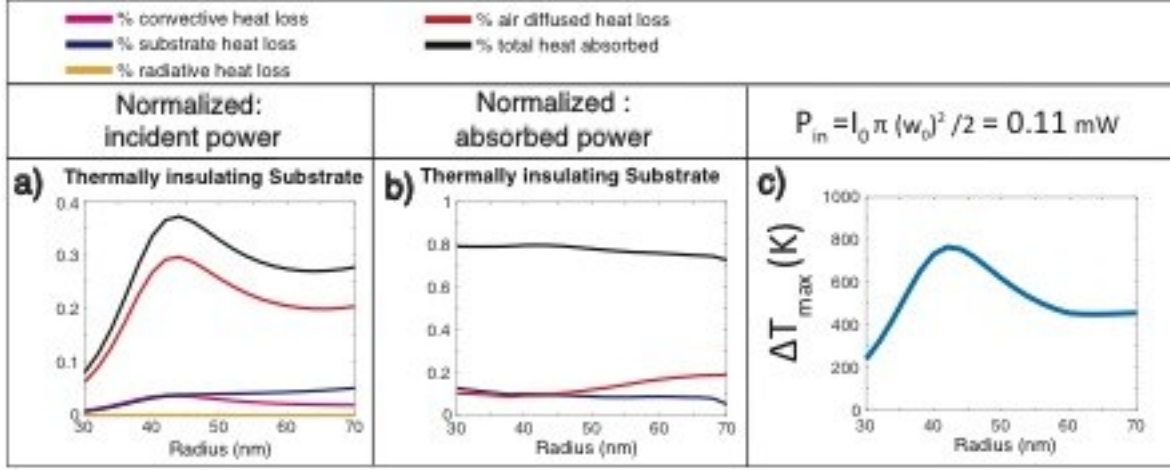 % convective heat loss % air diffused heat loss
% substrate heat loss % total heat absorbed
% radiative heat loss
Normalized:
incident power
Normalized :
absorbed power
P_in =I_0 π (w_0)² /2 = 0.11 mW
a) Thermally insulating Substrate
0.4
0.3
0.2
0.1
0
30 40 50 60 70
Radius (nm)
b) Thermally insulating Substrate
1
0.8
0.6
0.4
0.2
0
30 40 50 60 70
Radius (nm)
c)
ΔT_max (K)
1000
800
600
400
200
0
30 40 50 60 70
Radius (nm)